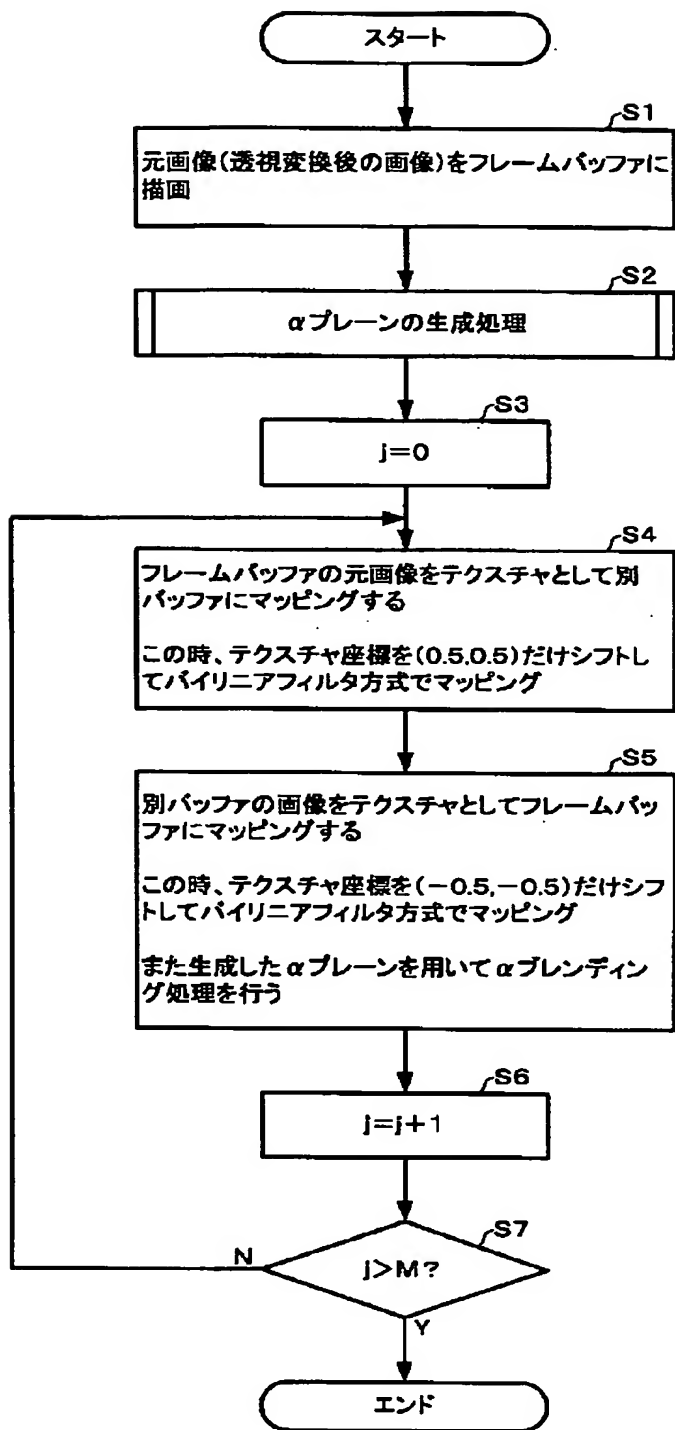 スタート
S1
元画像(透視変換後の画像)をフレームバッファに
描画
S2
αプレーンの生成処理
S3
j=0
S4
フレームバッファの元画像をテクスチャとして別
バッファにマッピングする
この時、テクスチャ座標を(0.5,0.5)だけシフトし
てバイリニアフィルタ方式でマッピング
S5
別バッファの画像をテクスチャとしてフレームバッ
ファにマッピングする
この時、テクスチャ座標を(-0.5,-0.5)だけシフ
トしてバイリニアフィルタ方式でマッピング
また生成したαプレーンを用いてαブレンディン
グ処理を行う
S6
j=j+1
S7
j>M?
N
Y
エンド